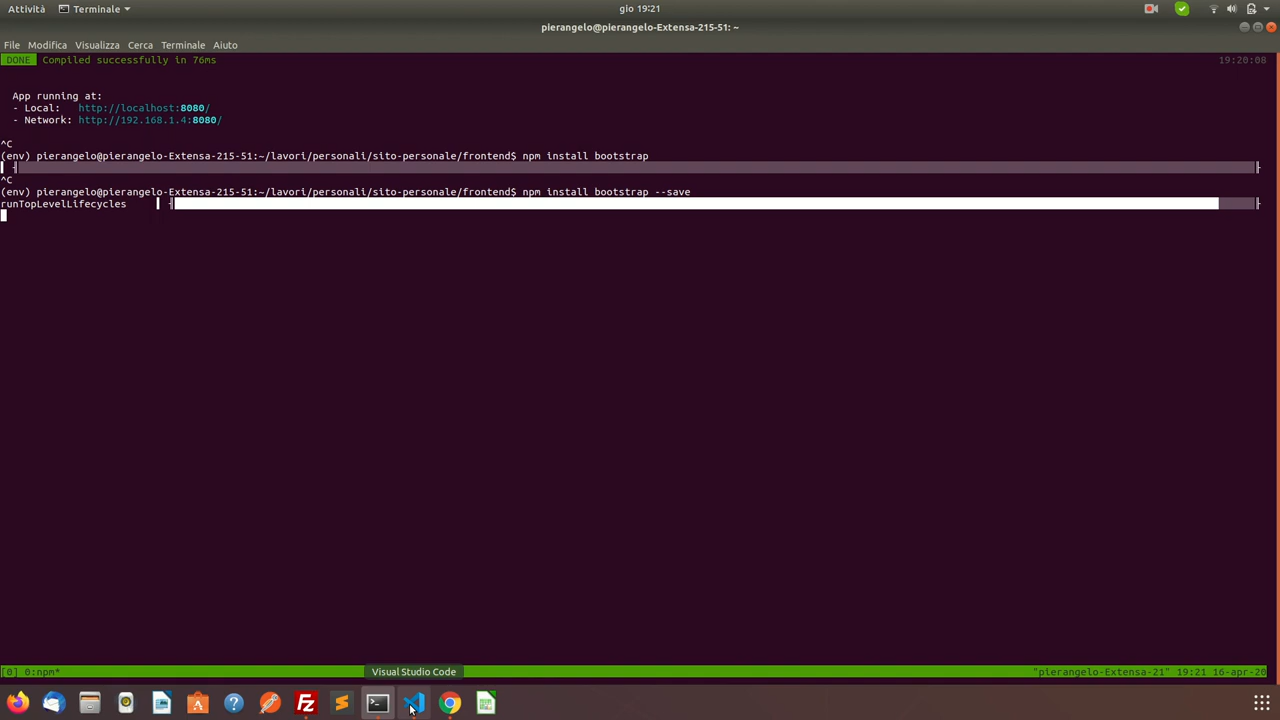 Attività
Terminale
gio 19:21
pierangelo@pierangelo-Extensa-215-51: ~
File Modifica Visualizza Cerca Terminale Aiuto
DONE Compiled successfully in 76ms 19:20:08
App running at:
- Local: http://localhost:8080/
- Network: http://192.168.1.4:8080/
^C
(env) pierangelo@pierangelo-Extensa-215-51:~/lavori/personali/sito-personale/frontend$ npm install bootstrap
^C
(env) pierangelo@pierangelo-Extensa-215-51:~/lavori/personali/sito-personale/frontend$ npm install bootstrap --save
runTopLevelLifecycles
Visual Studio Code
[0] 0:npm* "pierangelo-Extensa-21" 19:21 16-apr-20